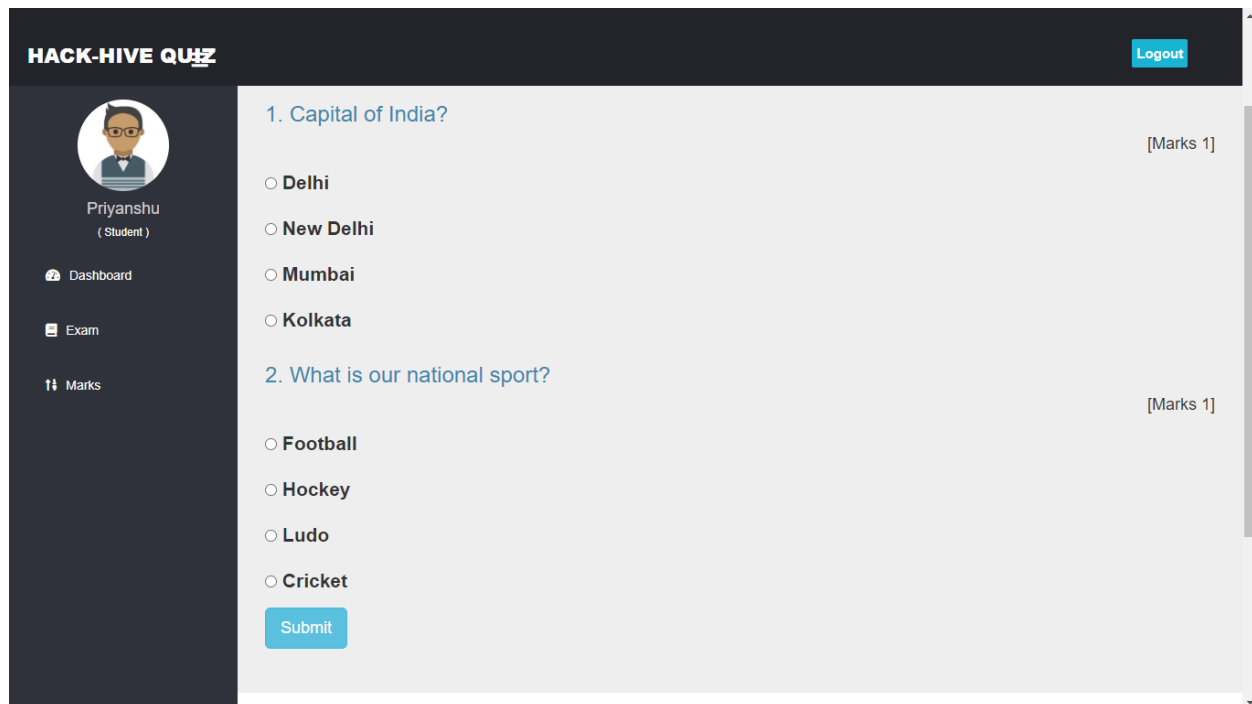 HACK-HIVE QUIZ
Logout
Priyanshu
( Student )
Dashboard
Exam
Marks
1. Capital of India?
[Marks 1]
Delhi
New Delhi
Mumbai
Kolkata
2. What is our national sport?
[Marks 1]
Football
Hockey
Ludo
Cricket
Submit